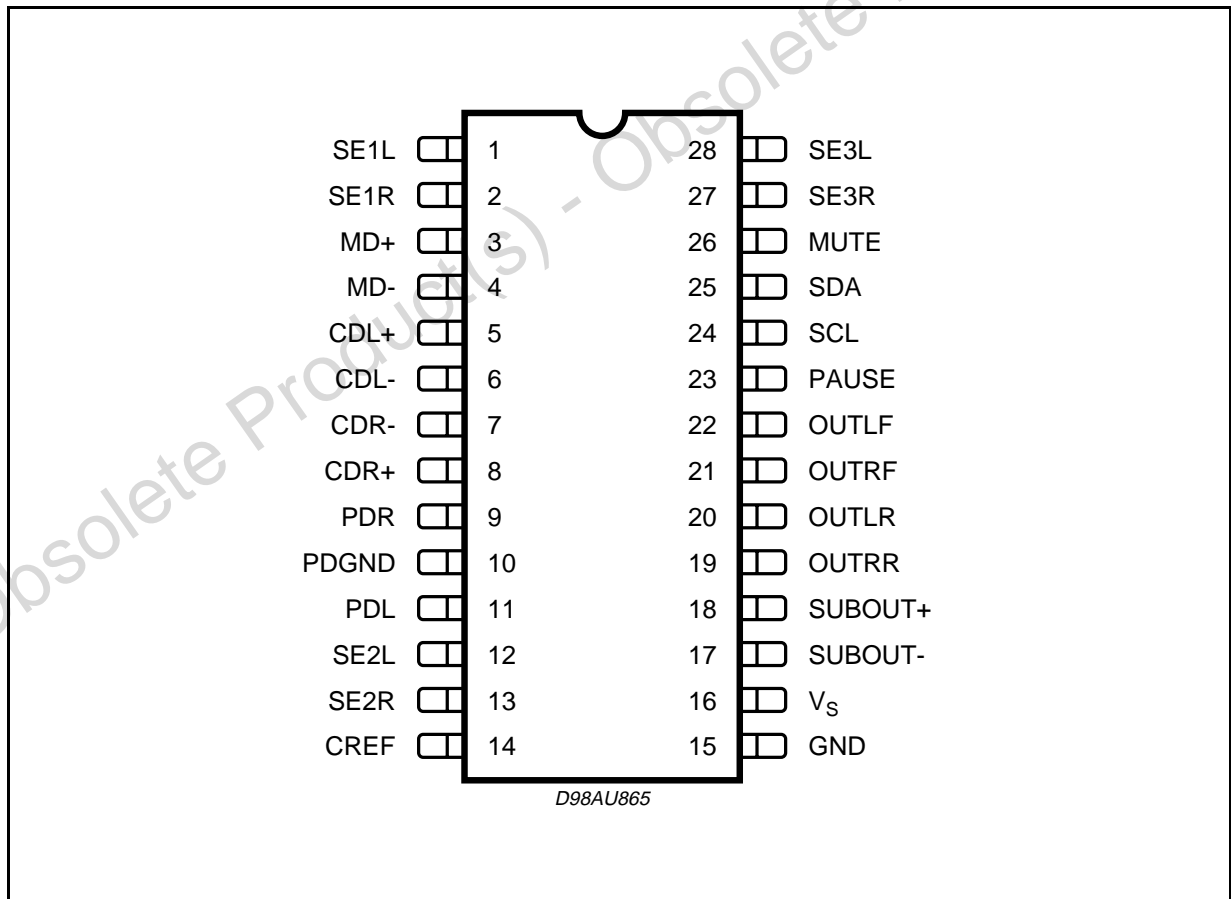 SE1L 1 28 SE3L
SE1R 2 27 SE3R
MD+ 3 26 MUTE
MD- 4 25 SDA
CDL+ 5 24 SCL
CDL- 6 23 PAUSE
CDR- 7 22 OUTLF
CDR+ 8 21 OUTRF
PDR 9 20 OUTLR
PDGND 10 19 OUTRR
PDL 11 18 SUBOUT+
SE2L 12 17 SUBOUT-
SE2R 13 16 VS
CREF 14 15 GND
D98AU865
Obsolete Product(s) - Obsolete